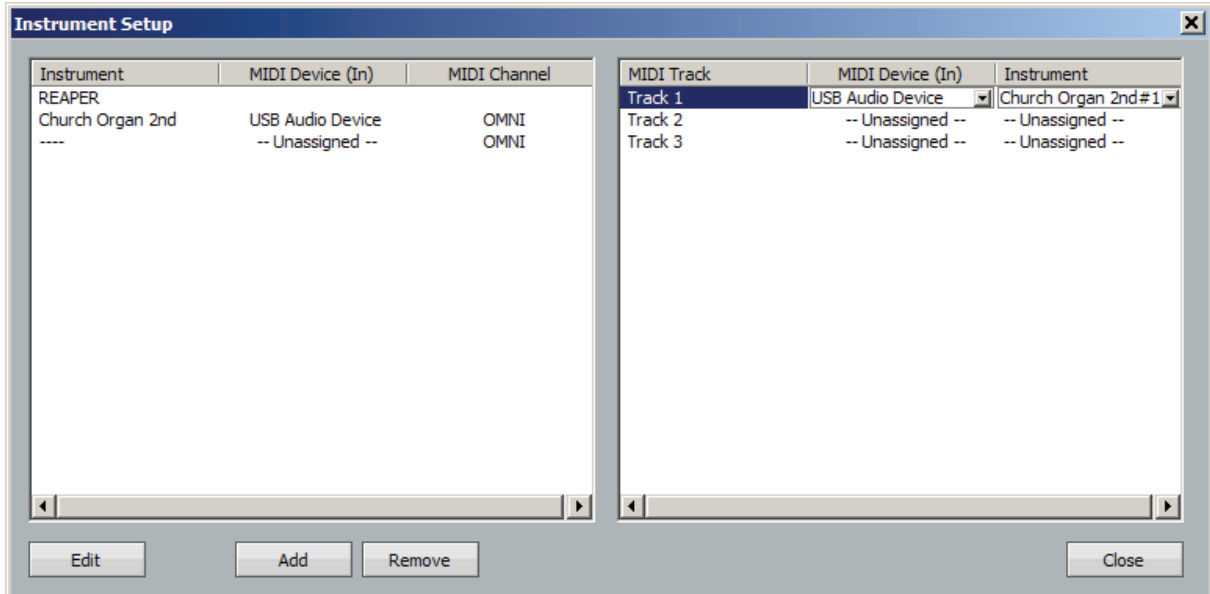 Instrument Setup
Instrument MIDI Device (In) MIDI Channel
REAPER
Church Organ 2nd USB Audio Device OMNI
---- -- Unassigned -- OMNI
MIDI Track MIDI Device (In) Instrument
Track 1 USB Audio Device Church Organ 2nd#1
Track 2 -- Unassigned -- -- Unassigned --
Track 3 -- Unassigned -- -- Unassigned --
Edit Add Remove Close